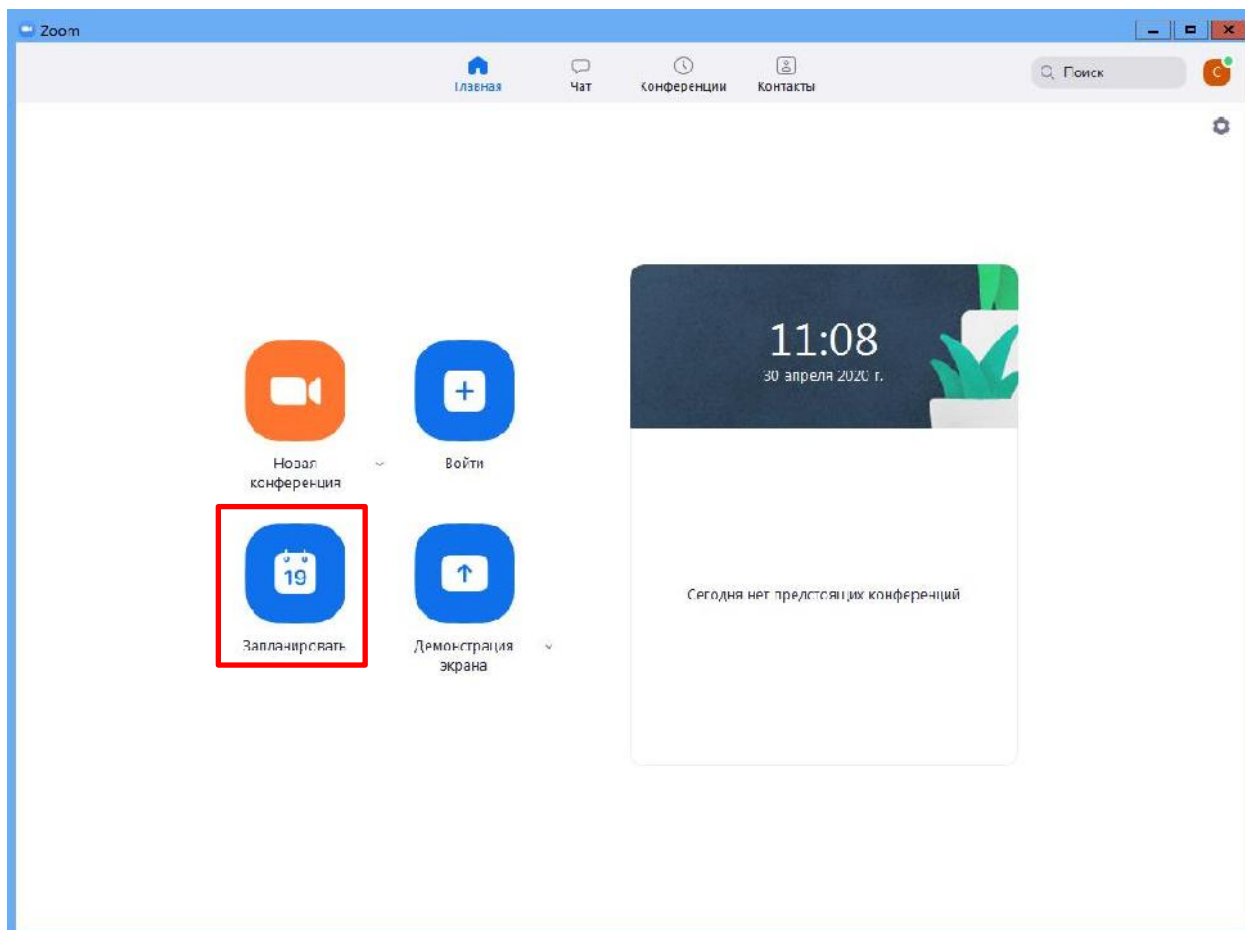 Zoom
Главная
Чат
Конференции
Контакты
Поиск
С
11:08
30 апреля 2020 г.
Новая
конференция
Войти
19
Запланировать
Демонстрация
экрана
Сегодня нет предстоящих конференций